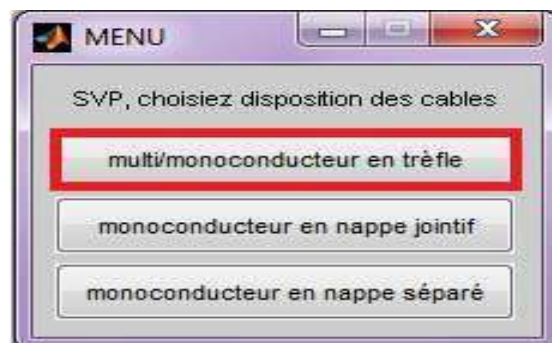 MENU
SVP, choisiez disposition des cables
multi/monoconducteur en trèfle
monoconducteur en nappe jointif
monoconducteur en nappe séparé